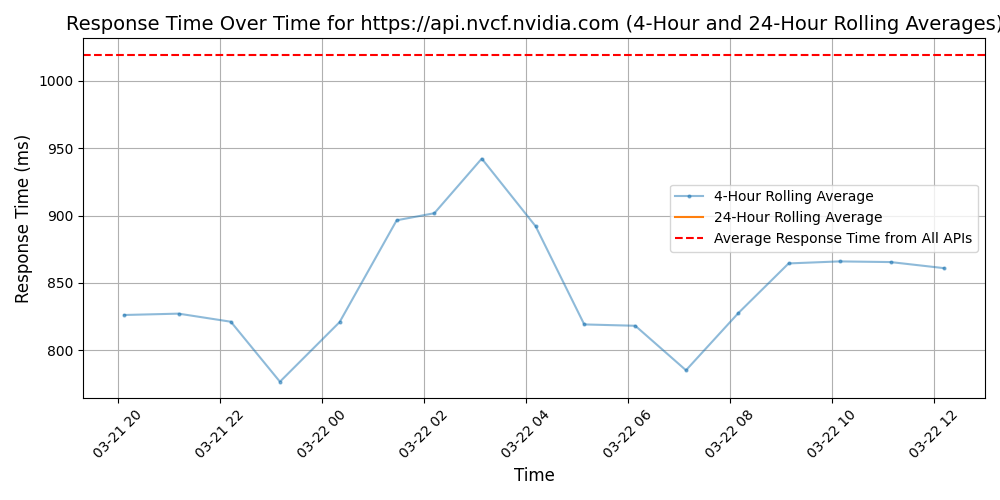 Response Time Over Time for https://api.nvcf.nvidia.com (4-Hour and 24-Hour Rolling Averages)
Response Time (ms)
1000
950
900
850
800
4-Hour Rolling Average
24-Hour Rolling Average
Average Response Time from All APIs
03-21 20
03-21 22
03-22 00
03-22 02
03-22 04
03-22 06
03-22 08
03-22 10
03-22 12
Time